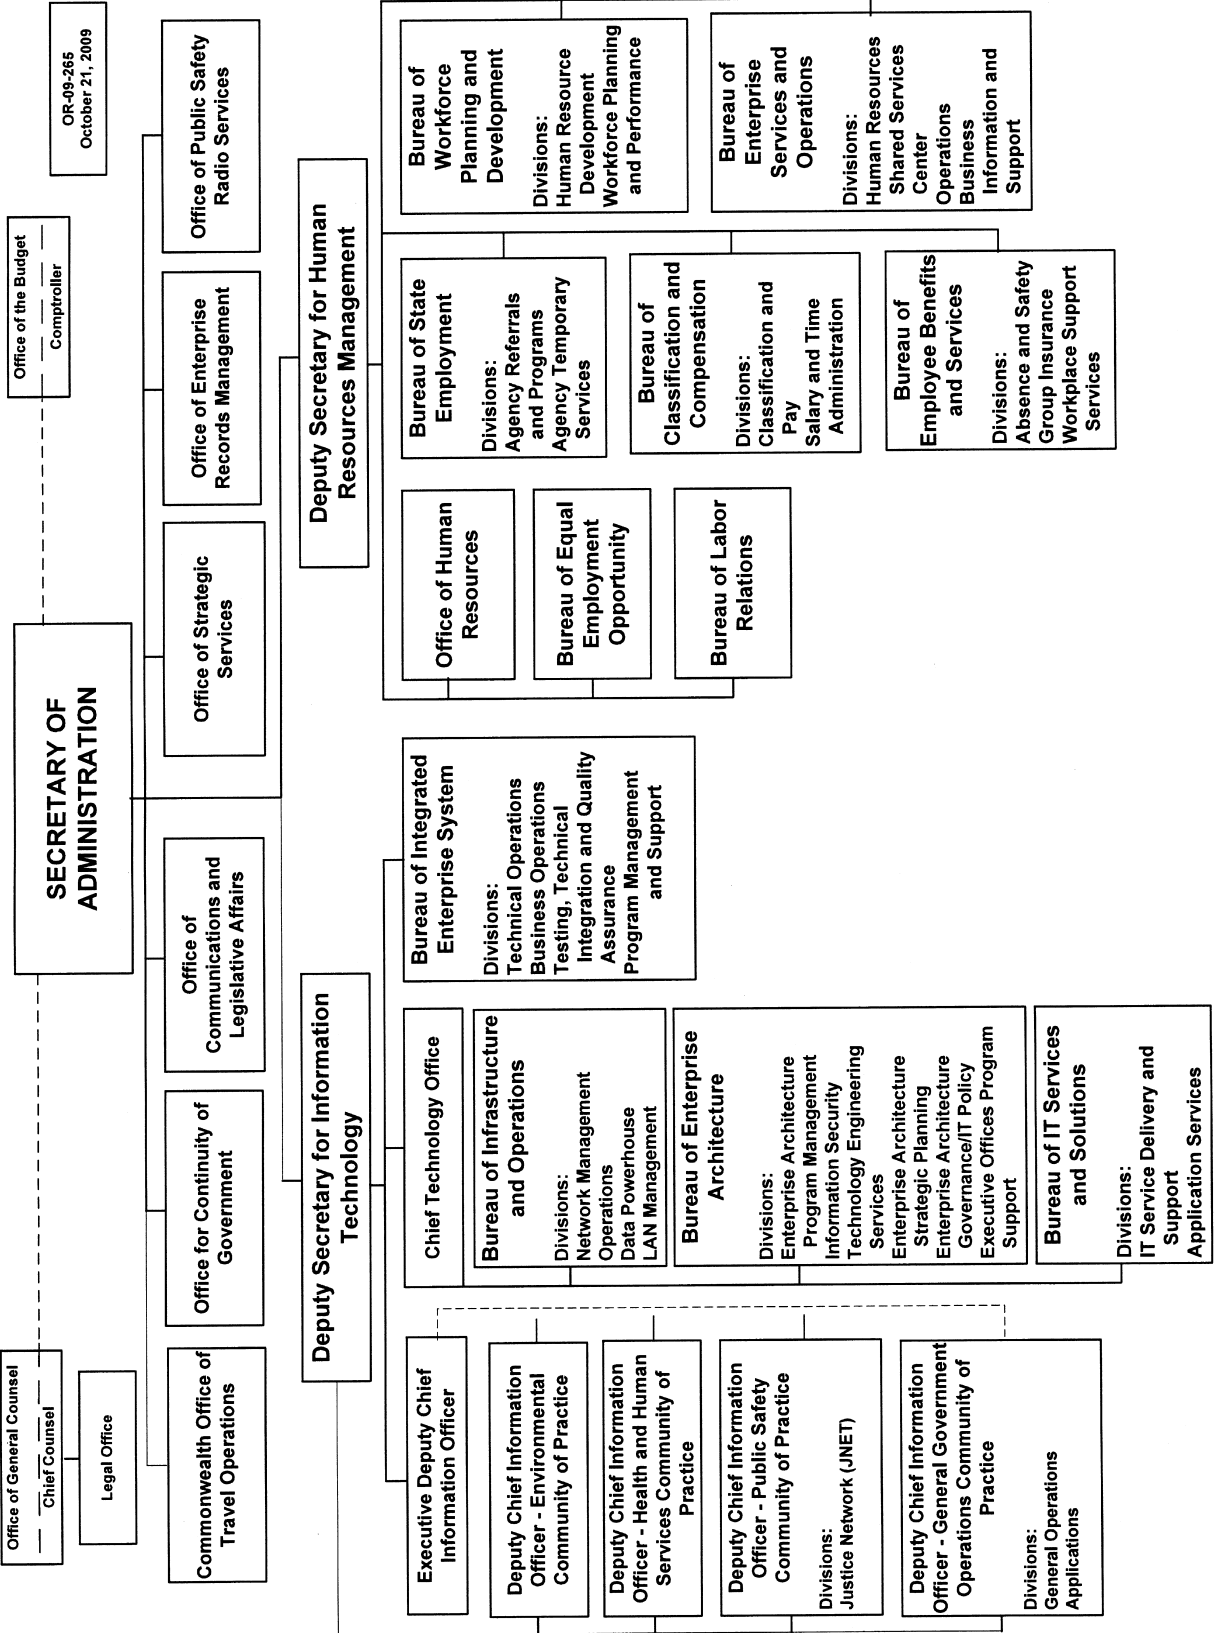 Office of General Counsel
Chief Counsel
Legal Office
SECRETARY OF
ADMINISTRATION
Office of the Budget
Comptroller
OR-09-265
October 21, 2009
Commonwealth Office of
Travel Operations
Office for Continuity of
Government
Office of
Communications and
Legislative Affairs
Office of Strategic
Services
Office of Enterprise
Records Management
Office of Public Safety
Radio Services
Deputy Secretary for Information
Technology
Deputy Secretary for Human
Resources Management
Executive Deputy Chief
Information Officer
Deputy Chief Information
Officer - Environmental
Community of Practice
Deputy Chief Information
Officer - Health and Human
Services Community of
Practice
Deputy Chief Information
Officer - Public Safety
Community of Practice
Divisions:
Justice Network (JNET)
Deputy Chief Information
Officer - General Government
Operations Community of
Practice
Divisions:
General Operations
Applications
Chief Technology Office
Bureau of Infrastructure
and Operations
Divisions:
Network Management
Operations
Data Powerhouse
LAN Management
Bureau of Enterprise
Architecture
Divisions:
Enterprise Architecture
Program Management
Information Security
Technology Engineering
Services
Enterprise Architecture
Strategic Planning
Enterprise Architecture
Governance/IT Policy
Executive Offices Program
Support
Bureau of IT Services
and Solutions
Divisions:
IT Service Delivery and
Support
Application Services
Bureau of Integrated
Enterprise System
Divisions:
Technical Operations
Business Operations
Testing, Technical
Integration and Quality
Assurance
Program Management
and Support
Office of Human
Resources
Bureau of Equal
Employment
Opportunity
Bureau of Labor
Relations
Bureau of State
Employment
Divisions:
Agency Referrals
and Programs
Agency Temporary
Services
Bureau of
Classification and
Compensation
Divisions:
Classification and
Pay
Salary and Time
Administration
Bureau of
Employee Benefits
and Services
Divisions:
Absence and Safety
Group Insurance
Workplace Support
Services
Bureau of
Workforce
Planning and
Development
Divisions:
Human Resource
Development
Workforce Planning
and Performance
Bureau of
Enterprise
Services and
Operations
Divisions:
Human Resources
Shared Services
Center
Operations
Business
Information and
Support